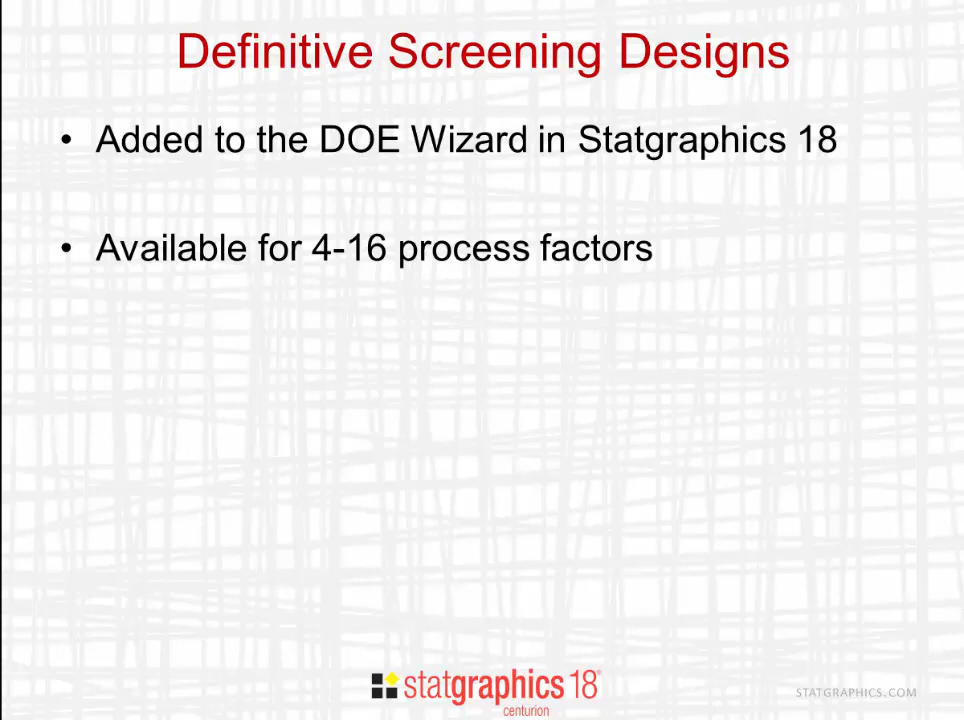 Definitive Screening Designs
• Added to the DOE Wizard in Statgraphics 18
• Available for 4-16 process factors
statgraphics 18®
centurion
STATGRAPHICS.COM